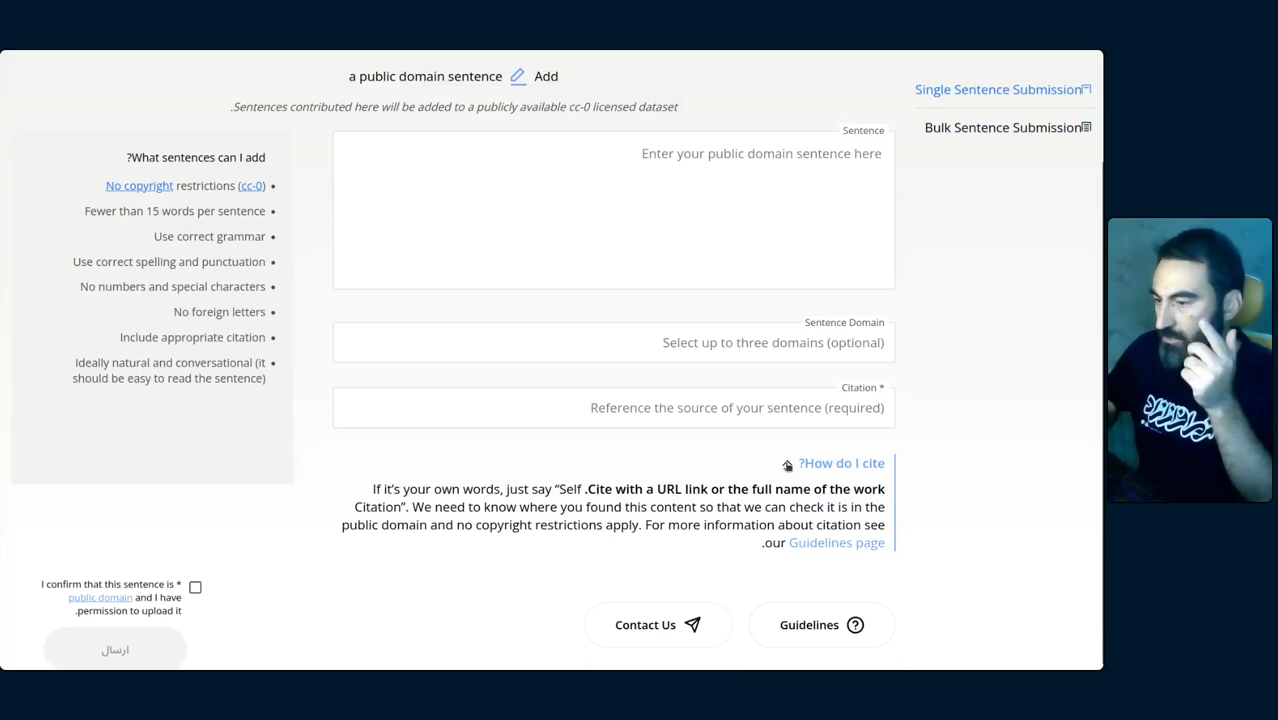 Add a public domain sentence
.Sentences contributed here will be added to a publicly available cc-0 licensed dataset
Single Sentence Submission
Bulk Sentence Submission
Sentence
Enter your public domain sentence here
Sentence Domain
Select up to three domains (optional)
Citation *
Reference the source of your sentence (required)
?How do I cite
If it’s your own words, just say “Self .Cite with a URL link or the full name of the work
Citation”. We need to know where you found this content so that we can check it is in the
public domain and no copyright restrictions apply. For more information about citation see
.our Guidelines page
Guidelines
Contact Us
?What sentences can I add
No copyright restrictions (cc-0)
Fewer than 15 words per sentence
Use correct grammar
Use correct spelling and punctuation
No numbers and special characters
No foreign letters
Include appropriate citation
Ideally natural and conversational (it
should be easy to read the sentence)
I confirm that this sentence is *
public domain and I have
.permission to upload it
ارسال